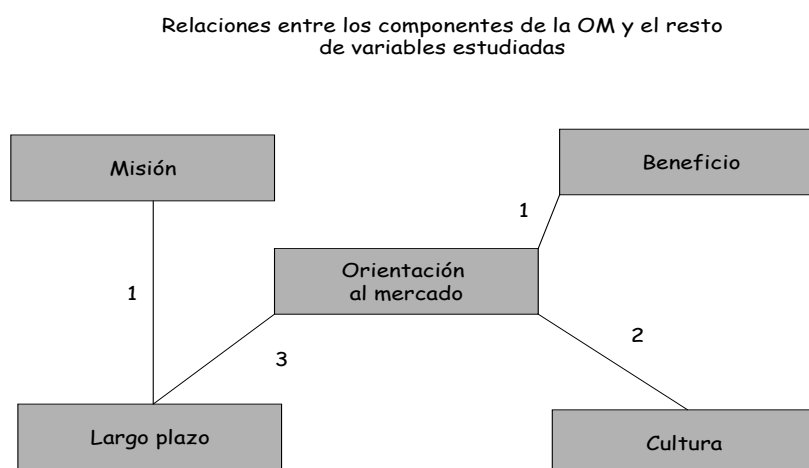 Relaciones entre los componentes de la OM y el resto
de variables estudiadas
Misión
Beneficio
1
Orientación
al mercado
1
2
3
Largo plazo
Cultura